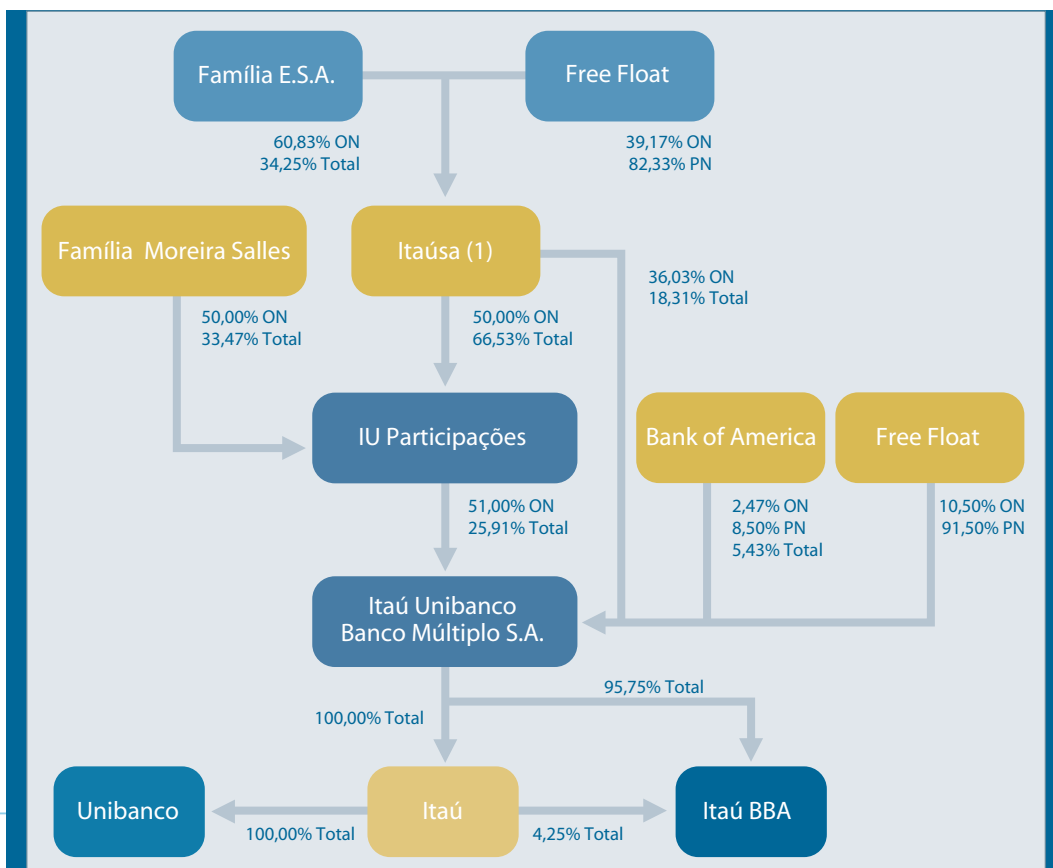 Família E.S.A.
Free Float
60,83% ON
34,25% Total
39,17% ON
82,33% PN
Família Moreira Salles
Itaúsa (1)
36,03% ON
18,31% Total
50,00% ON
33,47% Total
50,00% ON
66,53% Total
IU Participações
Bank of America
Free Float
51,00% ON
25,91% Total
2,47% ON
8,50% PN
5,43% Total
10,50% ON
91,50% PN
Itaú Unibanco
Banco Múltiplo S.A.
95,75% Total
100,00% Total
Unibanco
Itaú
Itaú BBA
100,00% Total
4,25% Total